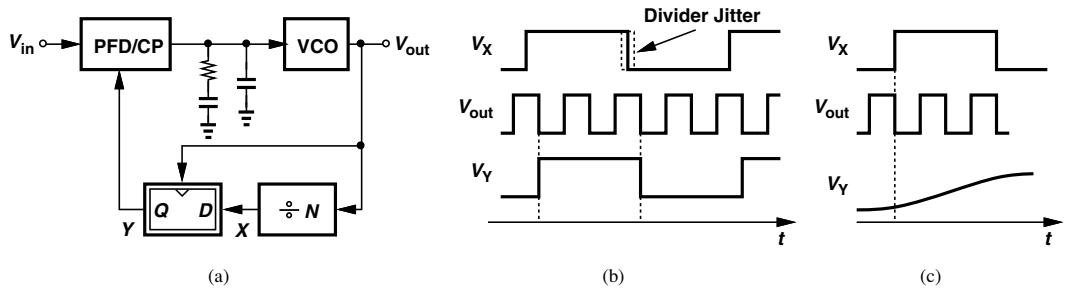 V_in
PFD/CP
VCO
V_out
Q D
Y
X
÷ N
(a)
Divider Jitter
V_X
V_out
V_Y
t
(b)
V_X
V_out
V_Y
t
(c)